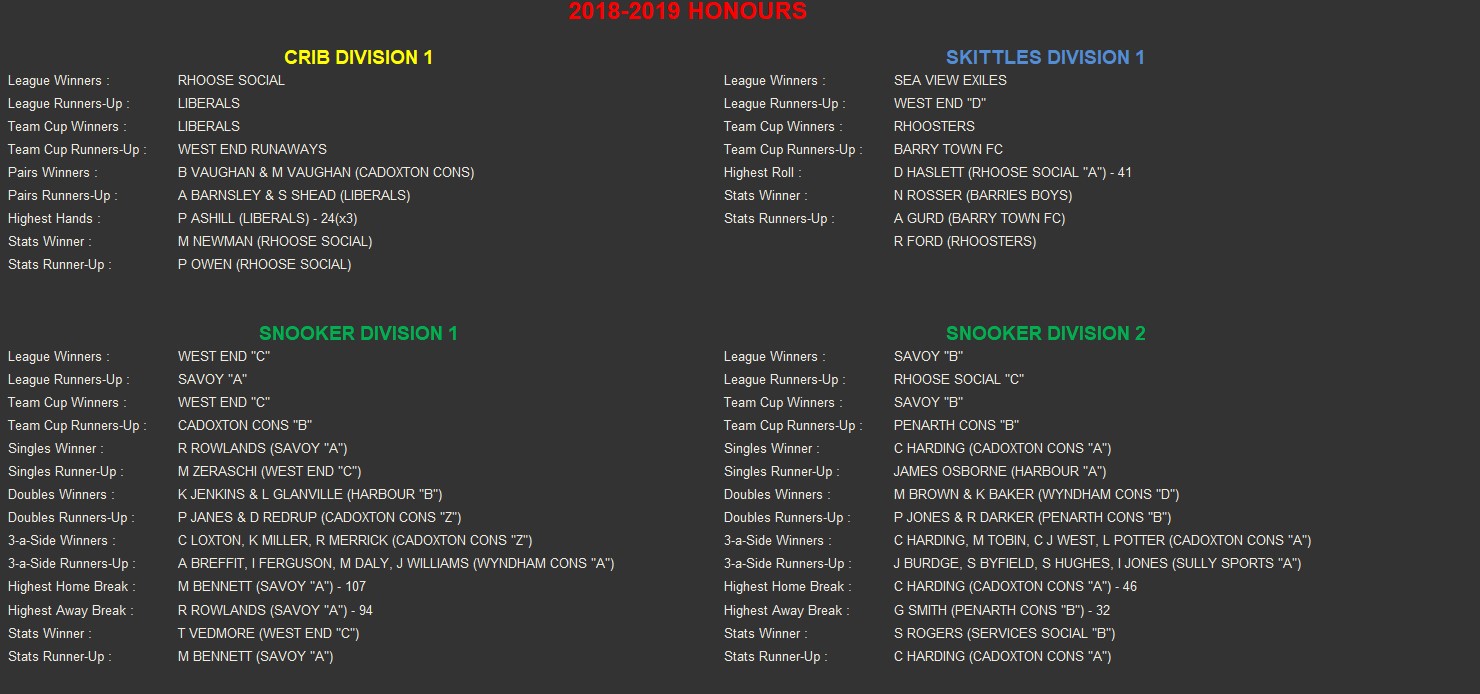 2018-2019 HONOURS
CRIB DIVISION 1
League Winners : RHOOSE SOCIAL
League Runners-Up : LIBERALS
Team Cup Winners : LIBERALS
Team Cup Runners-Up : WEST END RUNAWAYS
Pairs Winners : B VAUGHAN & M VAUGHAN (CADOXTON CONS)
Pairs Runners-Up : A BARNSLEY & S SHEAD (LIBERALS)
Highest Hands : P ASHILL (LIBERALS) - 24(x3)
Stats Winner : M NEWMAN (RHOOSE SOCIAL)
Stats Runner-Up : P OWEN (RHOOSE SOCIAL)
SKITTLES DIVISION 1
League Winners : SEA VIEW EXILES
League Runners-Up : WEST END "D"
Team Cup Winners : RHOOSTERS
Team Cup Runners-Up : BARRY TOWN FC
Highest Roll : D HASLETT (RHOOSE SOCIAL "A") - 41
Stats Winner : N ROSSER (BARRIES BOYS)
Stats Runners-Up : A GURD (BARRY TOWN FC)
R FORD (RHOOSTERS)
SNOOKER DIVISION 1
League Winners : WEST END "C"
League Runners-Up : SAVOY "A"
Team Cup Winners : WEST END "C"
Team Cup Runners-Up : CADOXTON CONS "B"
Singles Winner : R ROWLANDS (SAVOY "A")
Singles Runner-Up : M ZERASCHI (WEST END "C")
Doubles Winners : K JENKINS & L GLANVILLE (HARBOUR "B")
Doubles Runners-Up : P JANES & D REDRUP (CADOXTON CONS "Z")
3-a-Side Winners : C LOXTON, K MILLER, R MERRICK (CADOXTON CONS "Z")
3-a-Side Runners-Up : A BREFFIT, I FERGUSON, M DALY, J WILLIAMS (WYNDHAM CONS "A")
Highest Home Break : M BENNETT (SAVOY "A") - 107
Highest Away Break : R ROWLANDS (SAVOY "A") - 94
Stats Winner : T VEDMORE (WEST END "C")
Stats Runner-Up : M BENNETT (SAVOY "A")
SNOOKER DIVISION 2
League Winners : SAVOY "B"
League Runners-Up : RHOOSE SOCIAL "C"
Team Cup Winners : SAVOY "B"
Team Cup Runners-Up : PENARTH CONS "B"
Singles Winner : C HARDING (CADOXTON CONS "A")
Singles Runner-Up : JAMES OSBORNE (HARBOUR "A")
Doubles Winners : M BROWN & K BAKER (WYNDHAM CONS "D")
Doubles Runners-Up : P JONES & R DARKER (PENARTH CONS "B")
3-a-Side Winners : C HARDING, M TOBIN, C J WEST, L POTTER (CADOXTON CONS "A")
3-a-Side Runners-Up : J BURDGE, S BYFIELD, S HUGHES, I JONES (SULLY SPORTS "A")
Highest Home Break : C HARDING (CADOXTON CONS "A") - 46
Highest Away Break : G SMITH (PENARTH CONS "B") - 32
Stats Winner : S ROGERS (SERVICES SOCIAL "B")
Stats Runner-Up : C HARDING (CADOXTON CONS "A")